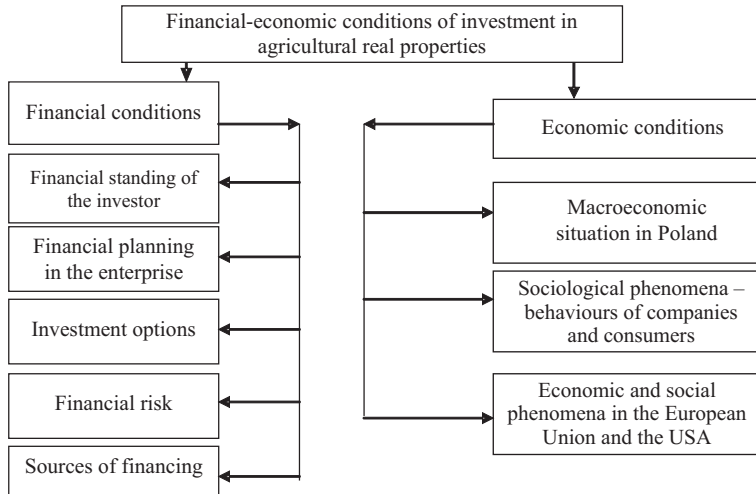 Financial-economic conditions of investment in
agricultural real properties
Financial conditions
Financial standing of
the investor
Financial planning
in the enterprise
Investment options
Financial risk
Sources of financing
Economic conditions
Macroeconomic
situation in Poland
Sociological phenomena –
behaviours of companies
and consumers
Economic and social
phenomena in the European
Union and the USA